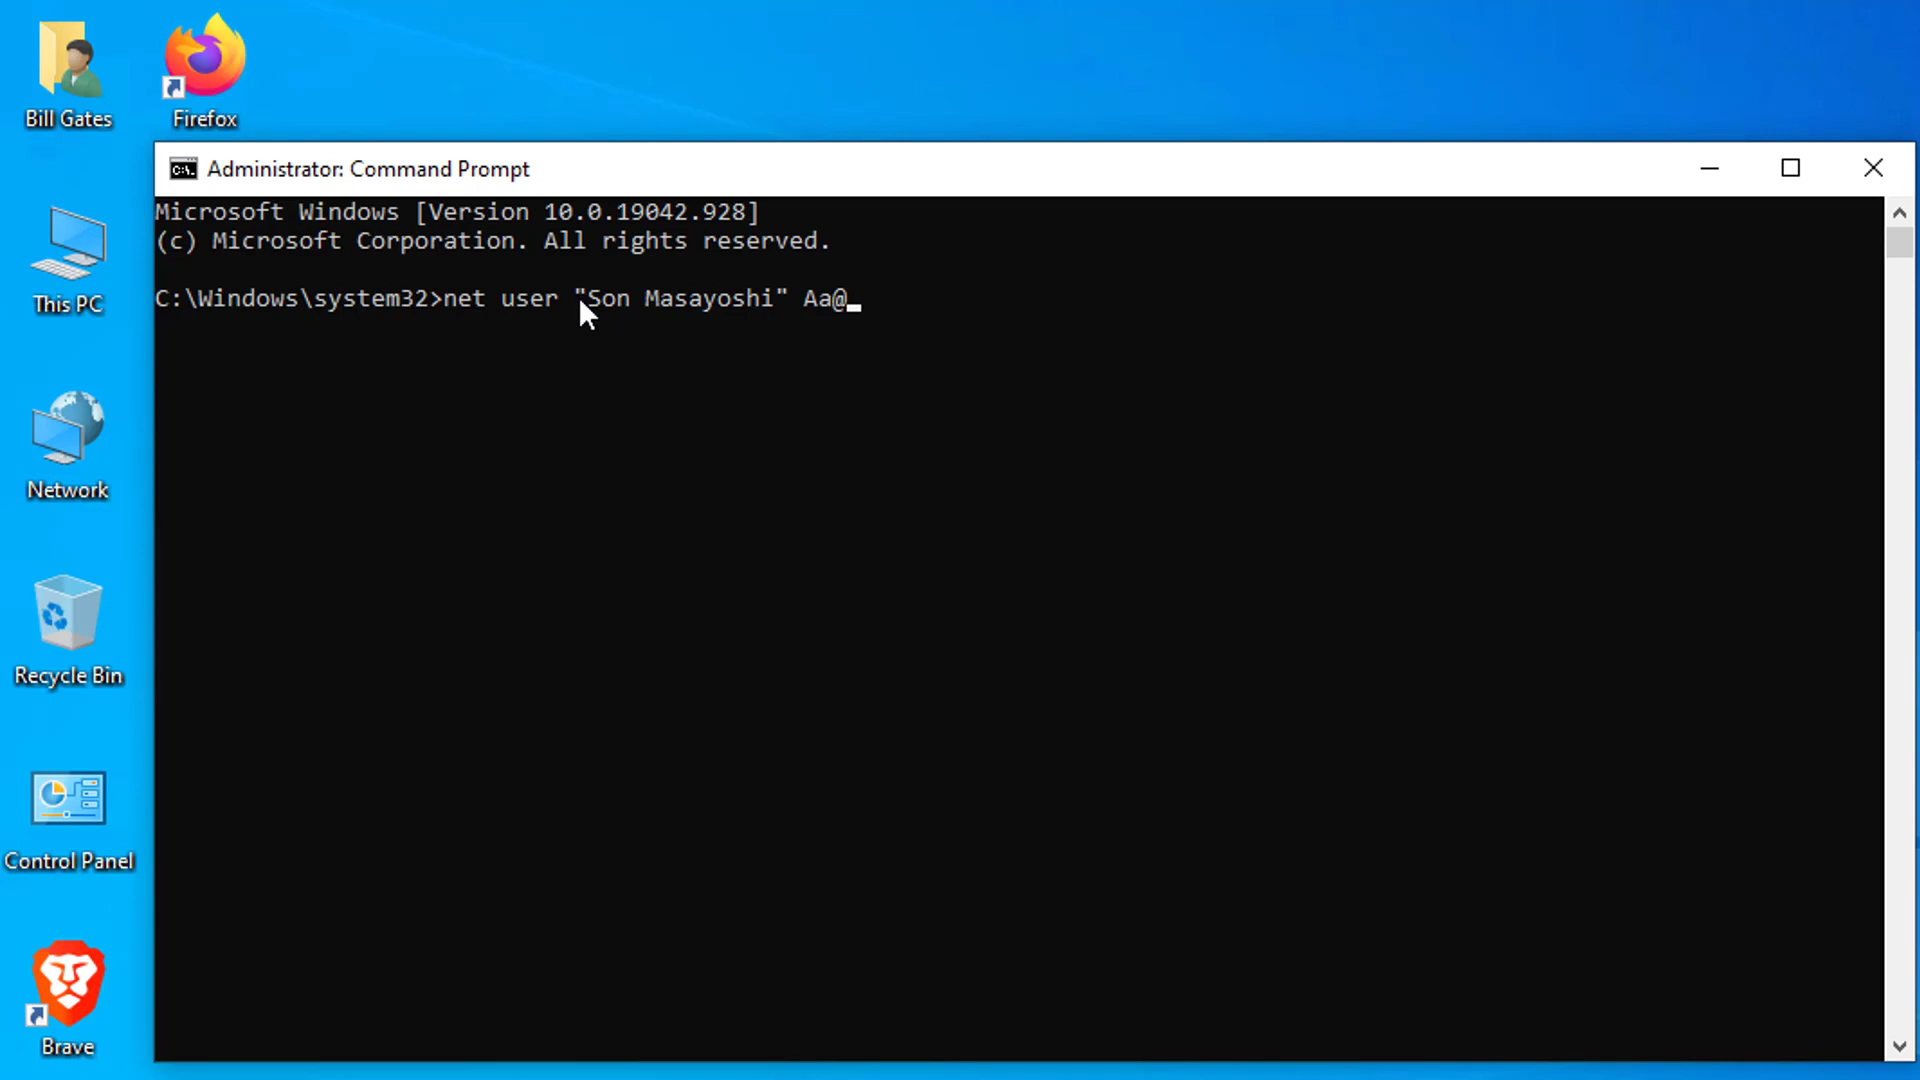 Bill Gates
Firefox
This PC
Network
Recycle Bin
Control Panel
Brave
Administrator: Command Prompt
Microsoft Windows [Version 10.0.19042.928]
(c) Microsoft Corporation. All rights reserved.
C:\Windows\system32>net user "Son Masayoshi" Aa@